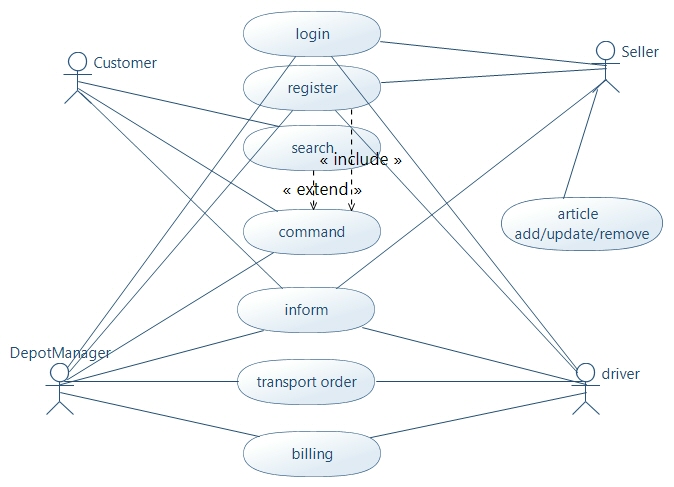 login
Customer
Seller
register
search
« include »
« extend »
article
add/update/remove
command
inform
DepotManager
transport order
driver
billing